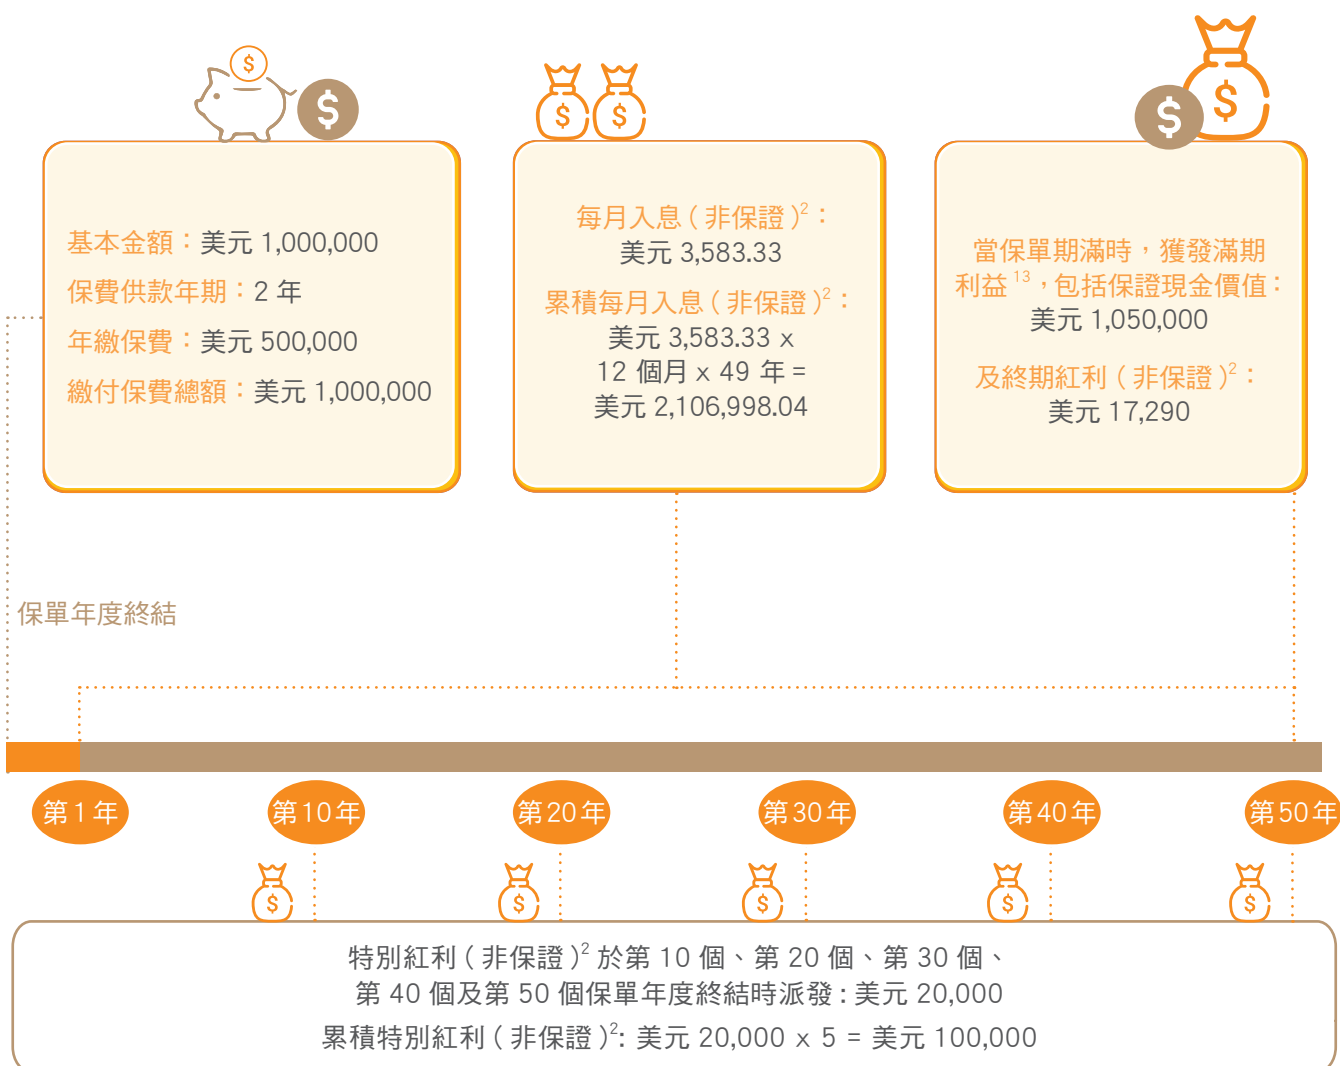 基本金額：美元 1,000,000
保費供款年期：2 年
年繳保費：美元 500,000
繳付保費總額：美元 1,000,000
每月入息（非保證）2：
美元 3,583.33
累積每月入息（非保證）2：
美元 3,583.33 x
12 個月 x 49 年 =
美元 2,106,998.04
當保單期滿時，獲發滿期
利益13，包括保證現金價值：
美元 1,050,000
及終期紅利（非保證）2：
美元 17,290
保單年度終結
第1年
第10年
第20年
第30年
第40年
第50年
特別紅利（非保證）2 於第 10 個、第 20 個、第 30 個、
第 40 個及第 50 個保單年度終結時派發：美元 20,000
累積特別紅利（非保證）2: 美元 20,000 x 5 = 美元 100,000